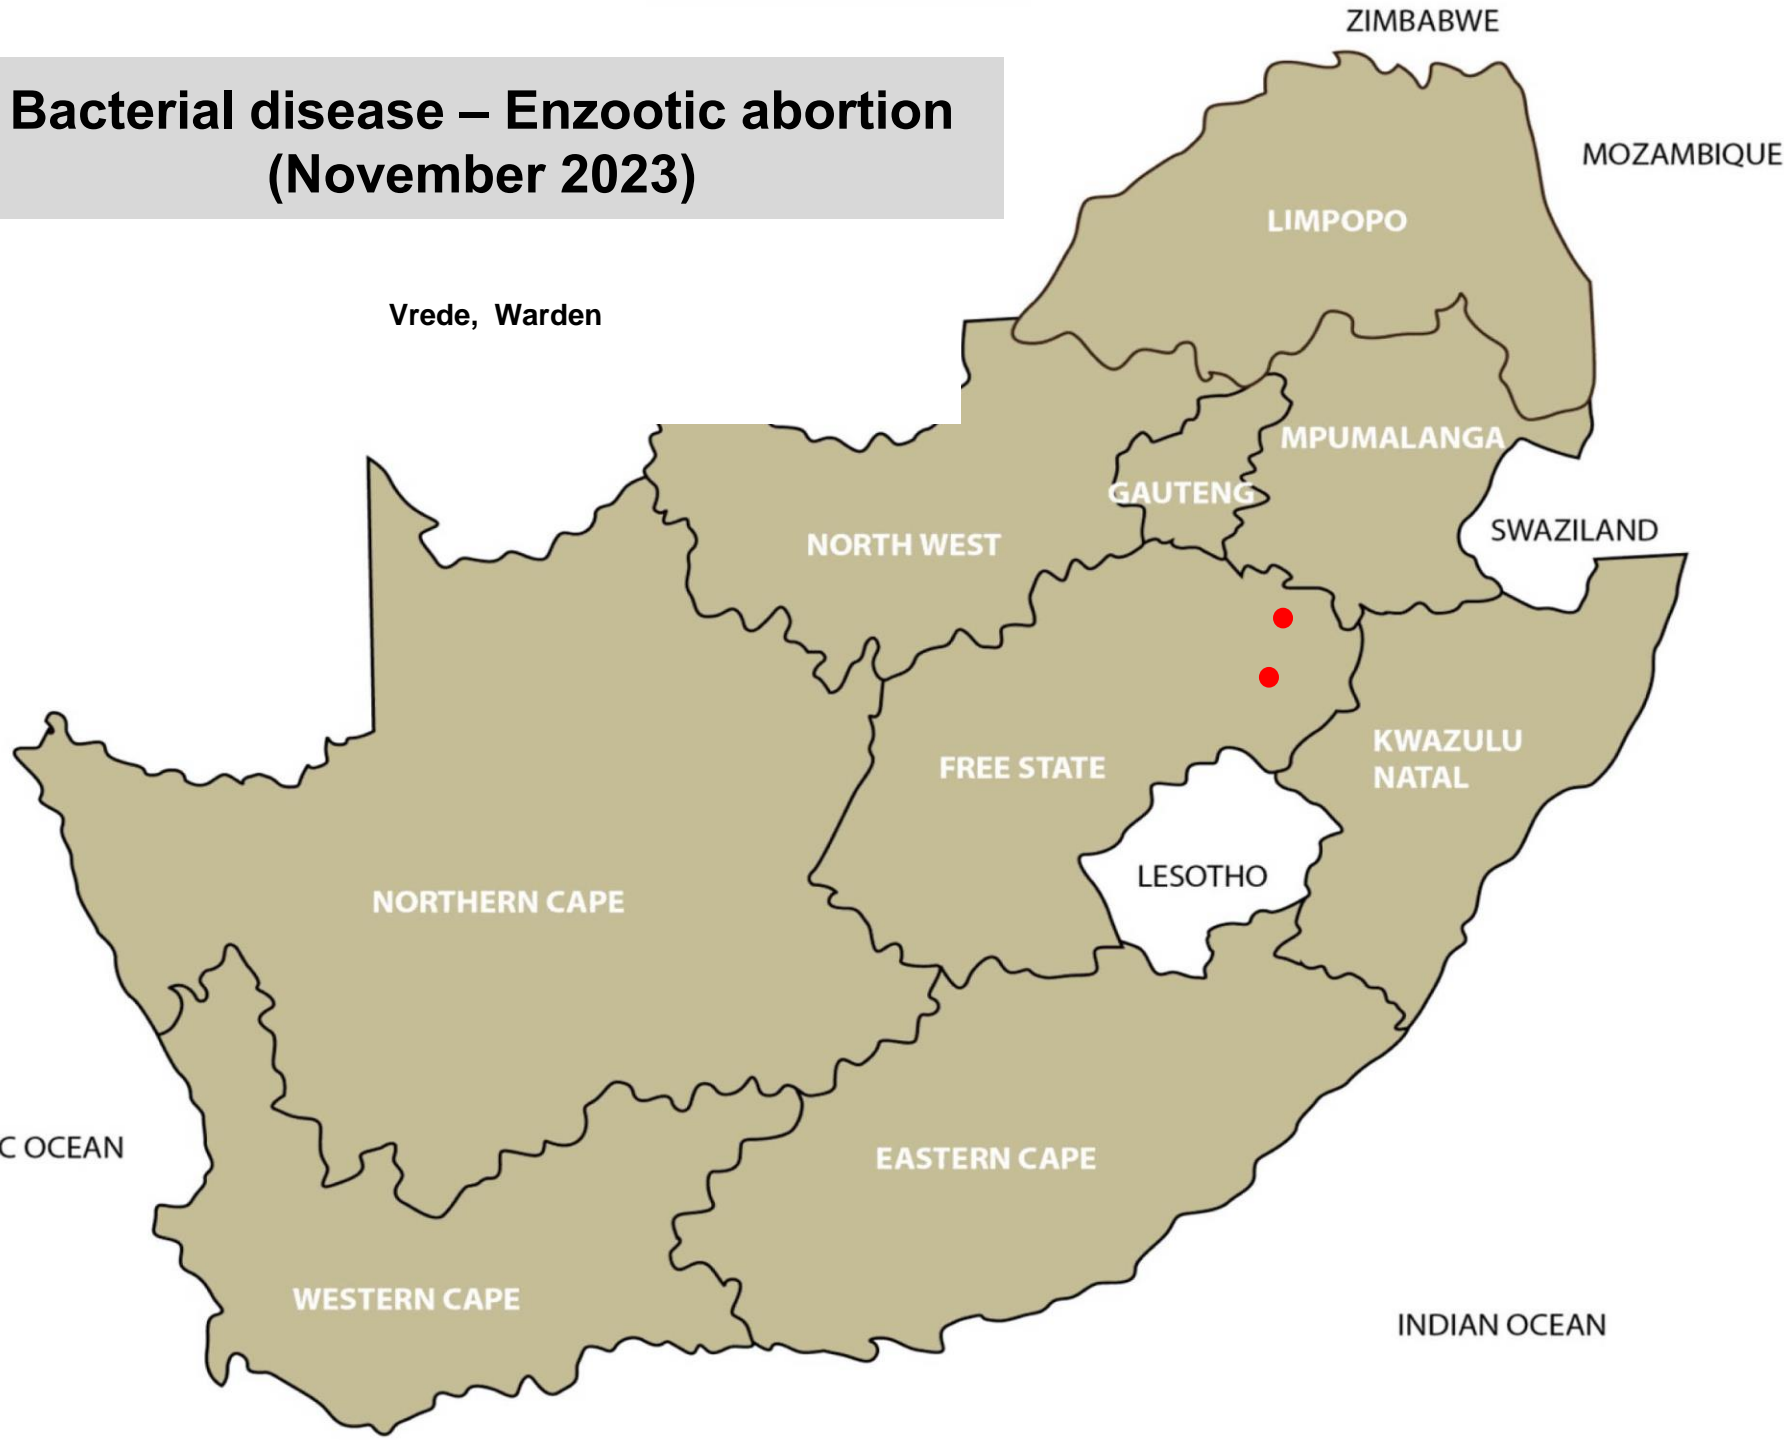 ZIMBABWE
Bacterial disease – Enzootic abortion
(November 2023)
MOZAMBIQUE
LIMPOPO
Vrede, Warden
MPUMALANGA
GAUTENG
SWAZILAND
NORTH WEST
KWAZULU
NATAL
FREE STATE
LESOTHO
NORTHERN CAPE
C OCEAN
EASTERN CAPE
WESTERN CAPE
INDIAN OCEAN